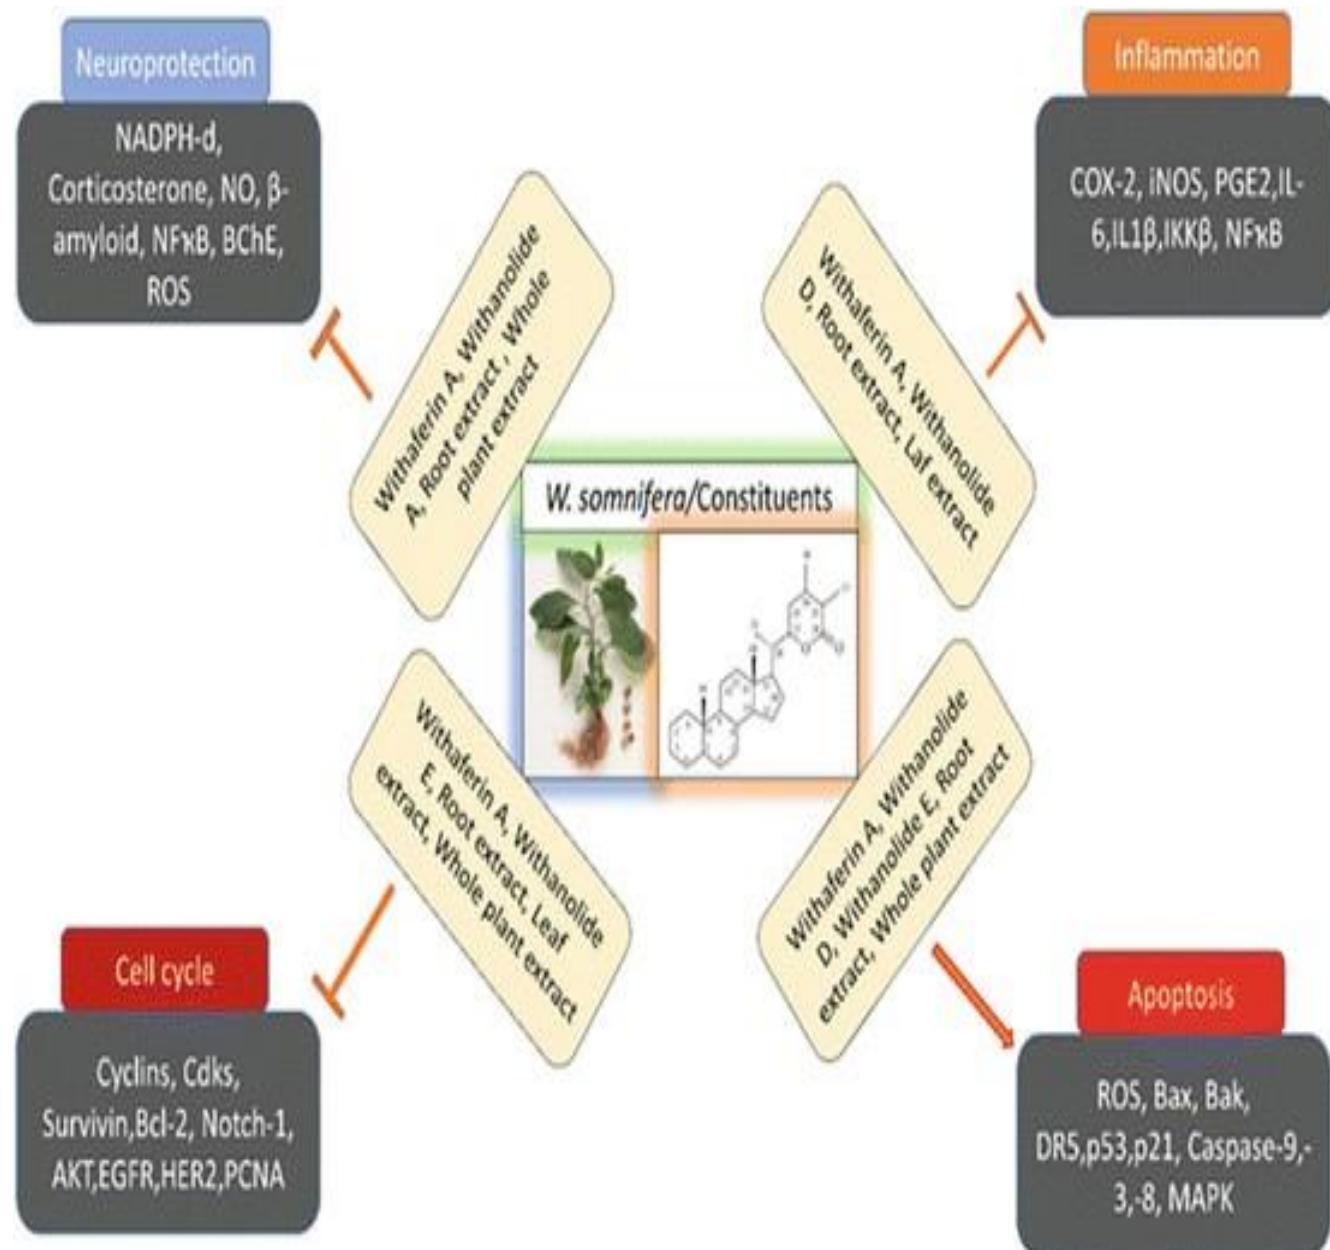 Neuroprotection
NADPH-d,
Corticosterone, NO, β-
amyloid, NFκB, BChE,
ROS
Inflammation
COX-2, iNOS, PGE2,IL-
6,IL1β,IKKβ, NFκB
Withaferin A, Withanolide
A, Root extract , Whole
plant extract
Withaferin A, Withanolide
D, Root extract, Laf extract
W. somnifera/Constituents
Withaferin A, Withanolide
E, Root extract, Leaf
extract, Whole plant extract
Withaferin A, Withanolide
D, Withanolide E, Root
extract, Whole plant extract
Cell cycle
Cyclins, Cdks,
Survivin,Bcl-2, Notch-1,
AKT,EGFR,HER2,PCNA
Apoptosis
ROS, Bax, Bak,
DR5,p53,p21, Caspase-9,-
3,-8, MAPK